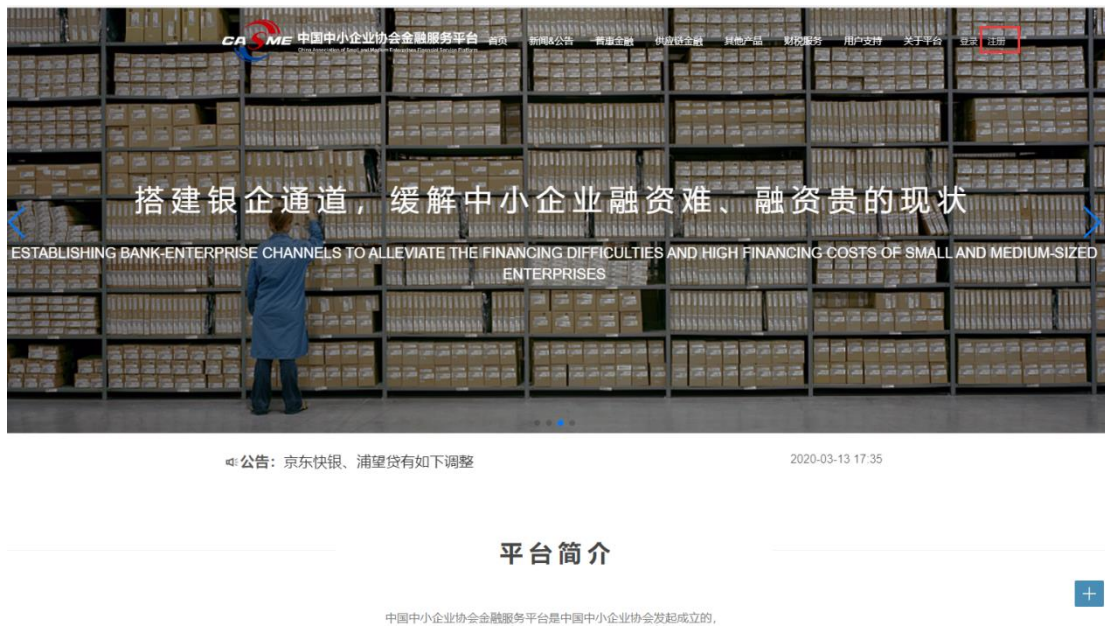 CASME 中国中小企业协会金融服务平台 首页 新闻&公告 普惠金融 供应链金融 其他产品 财税服务 用户支持 关于平台 登录 注册
China Association of Small and Medium Enterprises Financial Service Platform
搭建银企通道，缓解中小企业融资难、融资贵的现状
ESTABLISHING BANK-ENTERPRISE CHANNELS TO ALLEVIATE THE FINANCING DIFFICULTIES AND HIGH FINANCING COSTS OF SMALL AND MEDIUM-SIZED
ENTERPRISES
公告：京东快银、浦望贷有如下调整 2020-03-13 17:35
平台简介
中国中小企业协会金融服务平台是中国中小企业协会发起成立的，